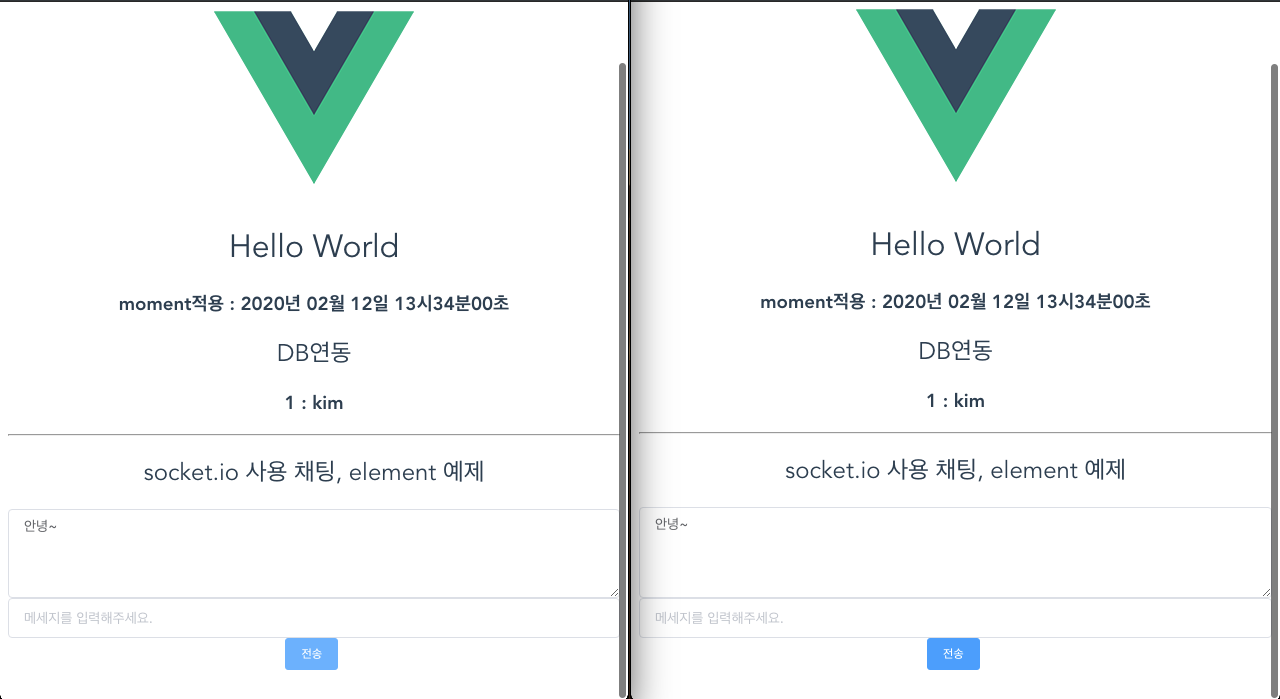 Hello World
moment적용 : 2020년 02월 12일 13시34분00초
DB연동
1 : kim
socket.io 사용 채팅, element 예제
안녕~
메세지를 입력해주세요.
전송
Hello World
moment적용 : 2020년 02월 12일 13시34분00초
DB연동
1 : kim
socket.io 사용 채팅, element 예제
안녕~
메세지를 입력해주세요.
전송